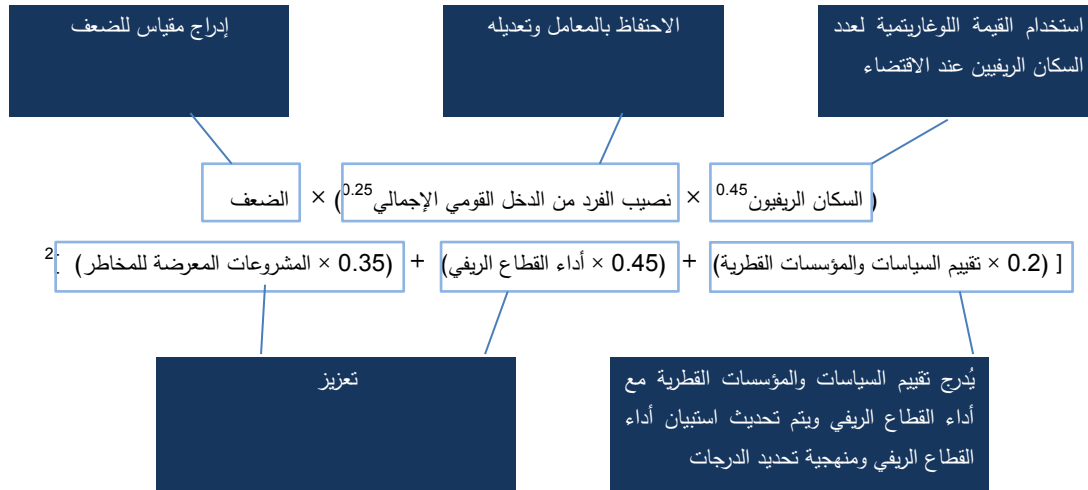 استخدام القيمة اللوغاريتمية لعدد
السكان الريفيين عند الاقتضاء
الاحتفاظ بالمعامل وتعديله
إدراج مقياس للضعف
( السكان الريفيون0.45 × نصيب الفرد من الدخل القومي الإجمالي0.25) × الضعف
[ (0.2 × تقييم السياسات والمؤسسات القطرية) + (0.45 × أداء القطاع الريفي) + (0.35 × المشروعات المعرضة للمخاطر) ]2
يُدرج تقييم السياسات والمؤسسات القطرية مع
أداء القطاع الريفي ويتم تحديث استبيان أداء
القطاع الريفي ومنهجية تحديد الدرجات
تعزيز